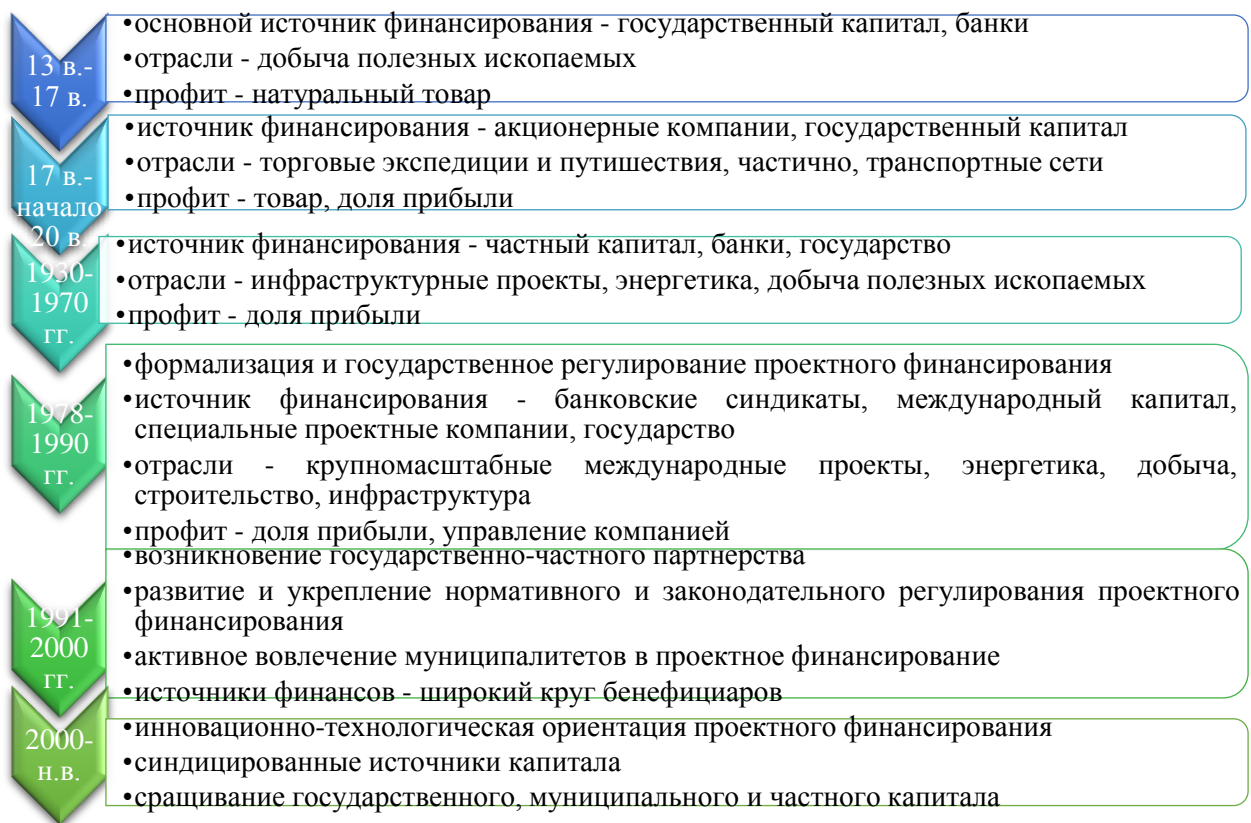 13 в.-
17 в.
•основной источник финансирования - государственный капитал, банки
•отрасли - добыча полезных ископаемых
•профит - натуральный товар
17 в.-
начало
20 в.
•источник финансирования - акционерные компании, государственный капитал
•отрасли - торговые экспедиции и путишествия, частично, транспортные сети
•профит - товар, доля прибыли
1930-
1970
гг.
•источник финансирования - частный капитал, банки, государство
•отрасли - инфраструктурные проекты, энергетика, добыча полезных ископаемых
•профит - доля прибыли
1978-
1990
гг.
•формализация и государственное регулирование проектного финансирования
•источник финансирования - банковские синдикаты, международный капитал,
специальные проектные компании, государство
•отрасли - крупномасштабные международные проекты, энергетика, добыча,
строительство, инфраструктура
•профит - доля прибыли, управление компанией
1991-
2000
гг.
•возникновение государственно-частного партнерства
•развитие и укрепление нормативного и законодательного регулирования проектного
финансирования
•активное вовлечение муниципалитетов в проектное финансирование
•источники финансов - широкий круг бенефициаров
2000-
н.в.
•инновационно-технологическая ориентация проектного финансирования
•синдицированные источники капитала
•сращивание государственного, муниципального и частного капитала